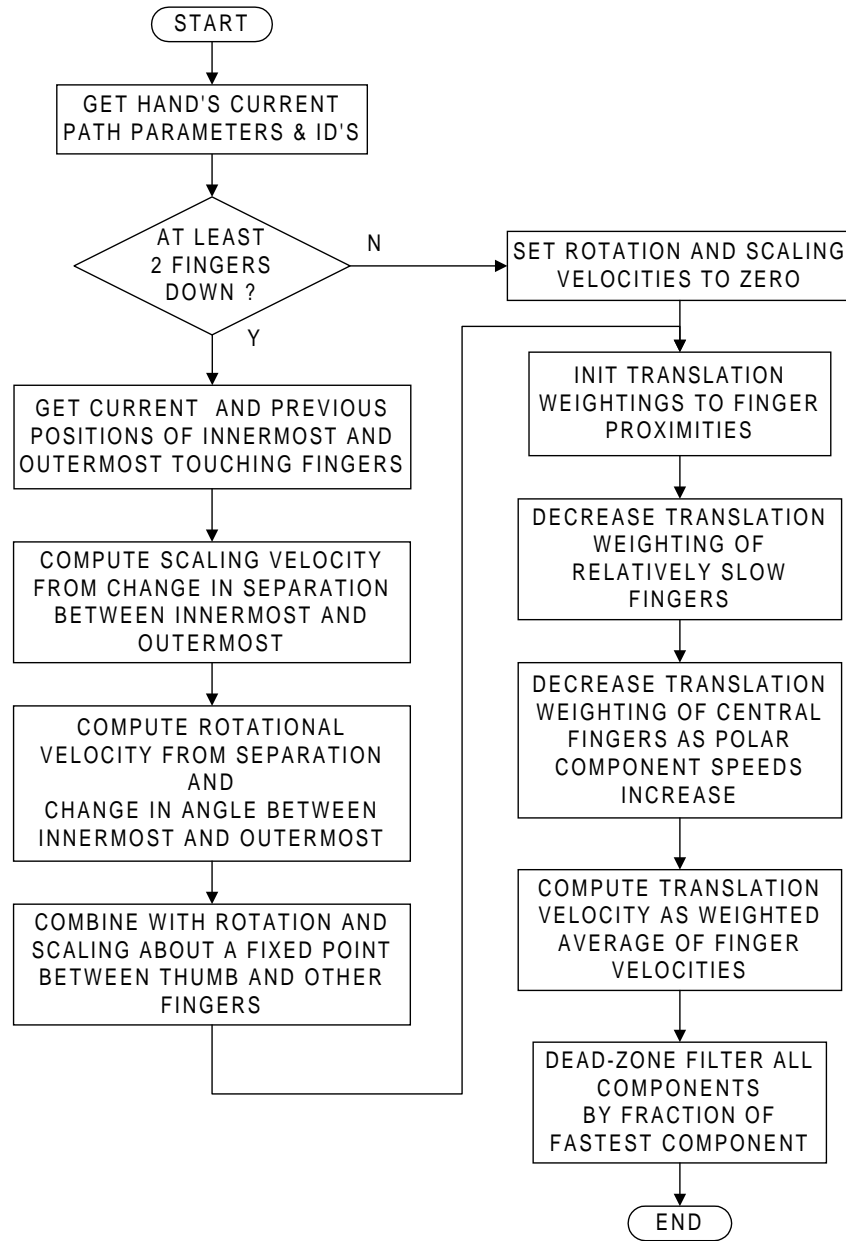 START
GET HAND'S CURRENT
PATH PARAMETERS & ID'S
AT LEAST
2 FINGERS
DOWN ?
N
Y
GET CURRENT AND PREVIOUS
POSITIONS OF INNERMOST AND
OUTERMOST TOUCHING FINGERS
COMPUTE SCALING VELOCITY
FROM CHANGE IN SEPARATION
BETWEEN INNERMOST AND
OUTERMOST
COMPUTE ROTATIONAL
VELOCITY FROM SEPARATION
AND
CHANGE IN ANGLE BETWEEN
INNERMOST AND OUTERMOST
COMBINE WITH ROTATION AND
SCALING ABOUT A FIXED POINT
BETWEEN THUMB AND OTHER
FINGERS
SET ROTATION AND SCALING
VELOCITIES TO ZERO
INIT TRANSLATION
WEIGHTINGS TO FINGER
PROXIMITIES
DECREASE TRANSLATION
WEIGHTING OF
RELATIVELY SLOW
FINGERS
DECREASE TRANSLATION
WEIGHTING OF CENTRAL
FINGERS AS POLAR
COMPONENT SPEEDS
INCREASE
COMPUTE TRANSLATION
VELOCITY AS WEIGHTED
AVERAGE OF FINGER
VELOCITIES
DEAD-ZONE FILTER ALL
COMPONENTS
BY FRACTION OF
FASTEST COMPONENT
END